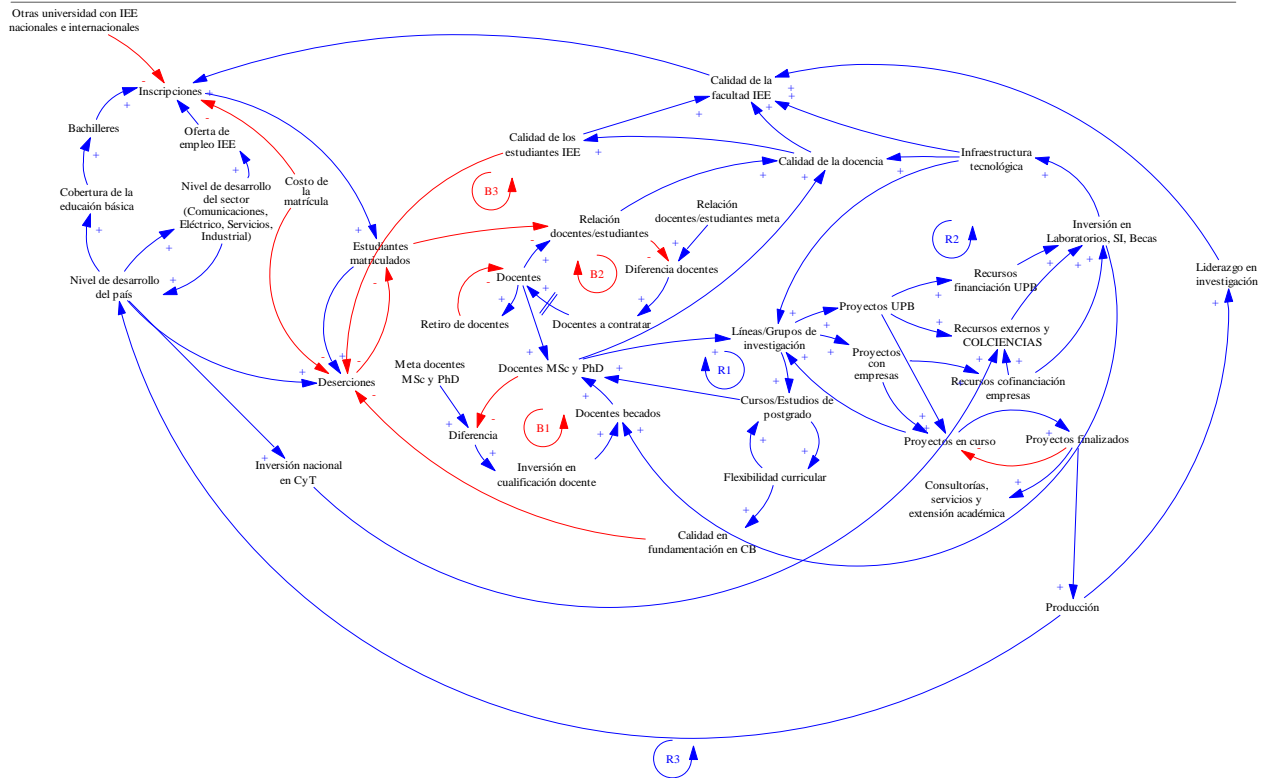 Otras universidad con IEE
nacionales e internacionales
Inscripciones
Bachilleres
Oferta de
empleo IEE
Cobertura de la
educaión básica
Nivel de desarrollo
del sector
(Comunicaciones,
Eléctrico, Servicios,
Industrial)
Costo de
la
matrícula
Nivel de desarrollo
del país
Estudiantes
matriculados
Deserciones
Inversión nacional
en CyT
Calidad de los
estudiantes IEE
B3
Calidad de la
facultad IEE
Calidad de la docencia
Infraestructura
tecnológica
Relación
docentes/estudiantes
Relación
docentes/estudiantes meta
Docentes
B2
Diferencia docentes
Retiro de docentes
Docentes a contratar
Meta docentes
MSc y PhD
Docentes MSc y PhD
Diferencia
B1
Docentes becados
Inversión en
cualificación docente
R1
Líneas/Grupos de
investigación
Cursos/Estudios de
postgrado
Flexibilidad curricular
Calidad en
fundamentación en CB
R2
Inversión en
Laboratorios, SI, Becas
Liderazgo en
investigación
Recursos
financiación UPB
Proyectos UPB
Recursos externos y
COLCIENCIAS
Proyectos
con
empresas
Recursos cofinanciación
empresas
Proyectos en curso
Proyectos finalizados
Consultorías,
servicios y
extensión académica
Producción
R3